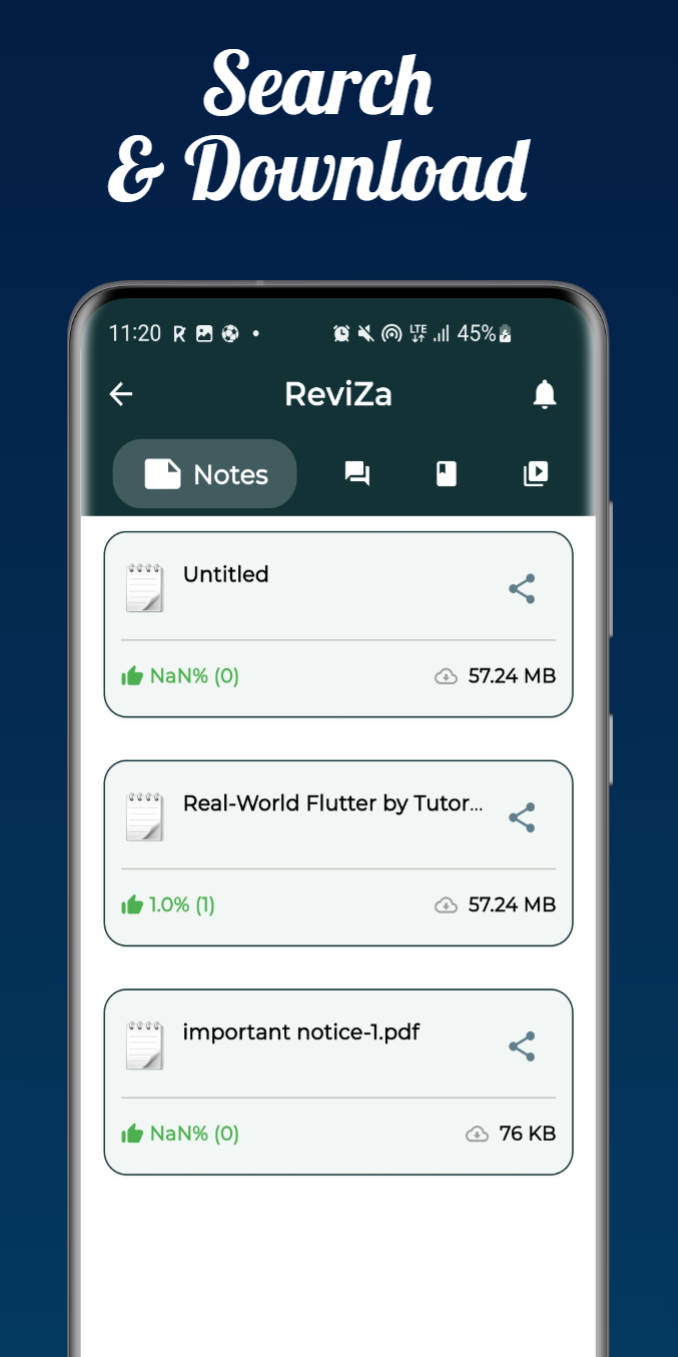 Search
& Download
11:20 LTE 45%
ReviZa
Notes
Untitled
NaN% (0) 57.24 MB
Real-World Flutter by Tutor...
1.0% (1) 57.24 MB
important notice-1.pdf
NaN% (0) 76 KB